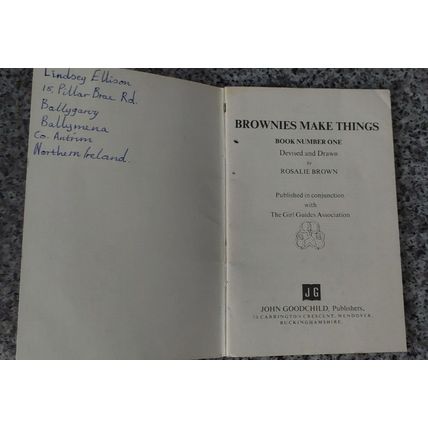 Lindsey Ellison
15, Pillar Brae Rd.
Ballygarvy
Ballymena
Co. Antrim
Northern Ireland.
BROWNIES MAKE THINGS
BOOK NUMBER ONE
Devised and Drawn
by
ROSALIE BROWN
Published in conjunction
with
The Girl Guides Association
JG
JOHN GOODCHILD, Publishers,
CARRINGTON CRESCENT, WENDOVER,
BUCKINGHAMSHIRE.